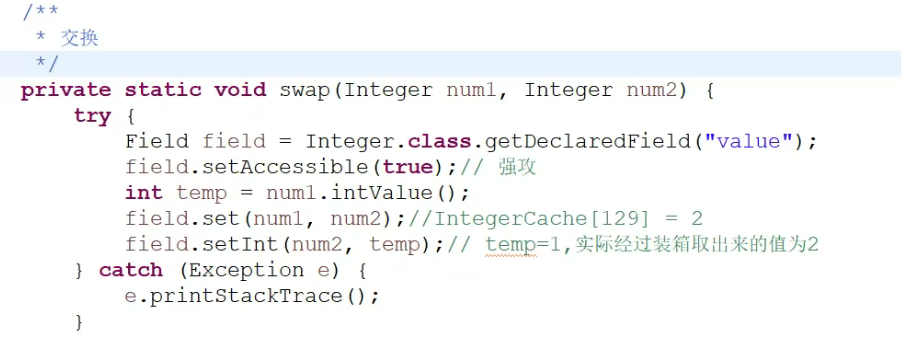 /**
 * 交换
 */
private static void swap(Integer num1, Integer num2) {
    try {
        Field field = Integer.class.getDeclaredField("value");
        field.setAccessible(true);// 强攻
        int temp = num1.intValue();
        field.set(num1, num2);//IntegerCache[129] = 2
        field.setInt(num2, temp);// temp=1,实际经过装箱取出来的值为2
    } catch (Exception e) {
        e.printStackTrace();
    }